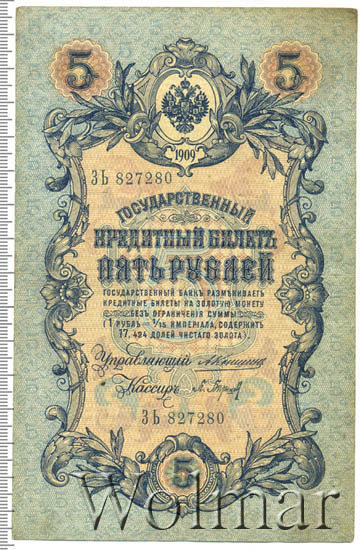 5 5
1909
ЗЬ 827280
ГОСУДАРСТВЕННЫЙ
КРЕДИТНЫЙ БИЛЕТЪ
ПЯТЬ РУБЛЕЙ
ГОСУДАРСТВЕННЫЙ БАНКЪ РАЗМѢНИВАЕТЪ
КРЕДИТНЫЕ БИЛЕТЫ НА ЗОЛОТУЮ МОНЕТУ
БЕЗЪ ОГРАНИЧЕНІЯ СУММЫ
(1 РУБЛЬ = 1/15 ИМПЕРІАЛА, СОДЕРЖИТЪ
17,424 ДОЛЕЙ ЧИСТАГО ЗОЛОТА).
Управляющій
Кассиръ
ЗЬ 827280
5
Wolmar